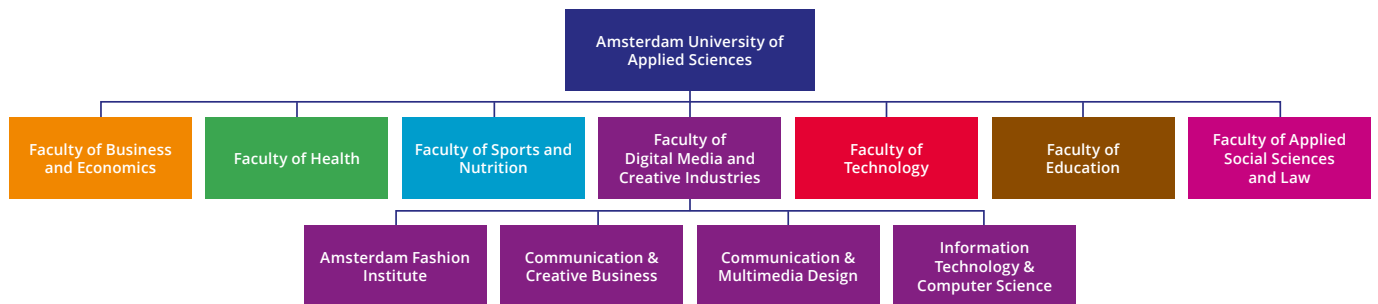 Amsterdam University of
Applied Sciences
Faculty of Business
and Economics
Faculty of Health
Faculty of Sports and
Nutrition
Faculty of
Digital Media and
Creative Industries
Faculty of
Technology
Faculty of
Education
Faculty of Applied
Social Sciences
and Law
Amsterdam Fashion
Institute
Communication &
Creative Business
Communication &
Multimedia Design
Information
Technology &
Computer Science